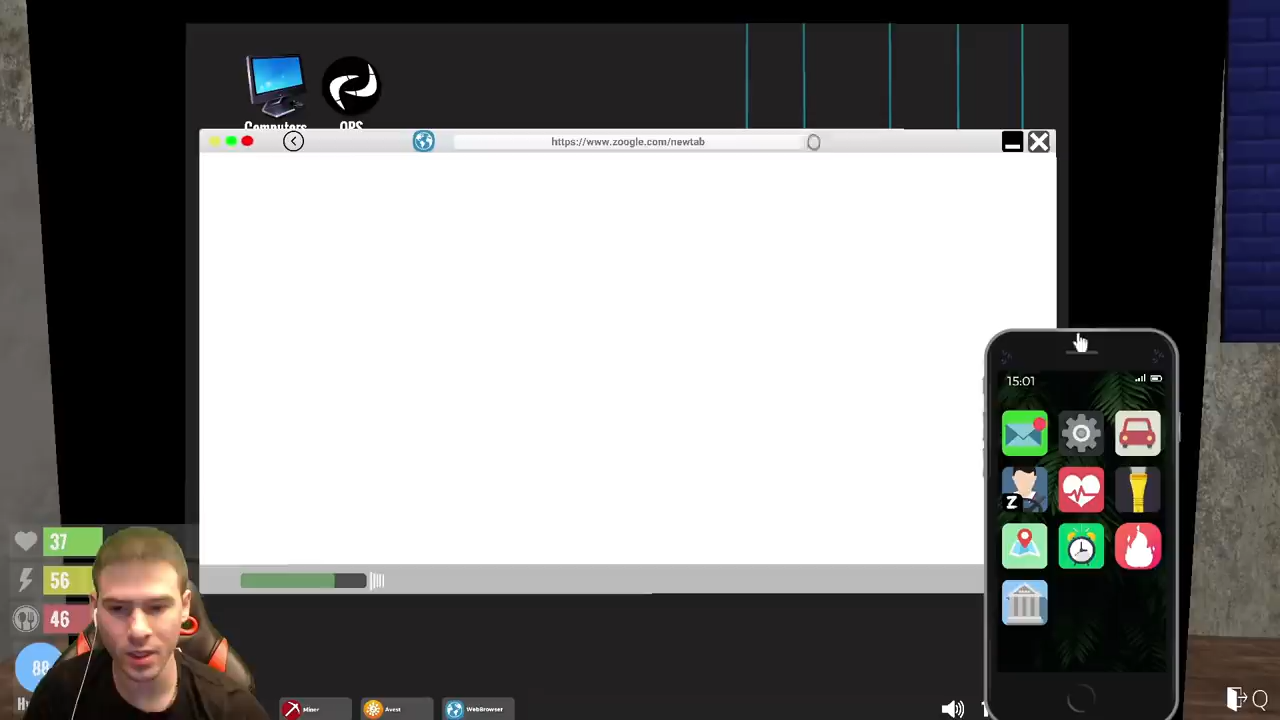 Computers OPS
https://www.zoogle.com/newtab
15:01
Z
37
56
46
88
Miner Avest WebBrowser
Q